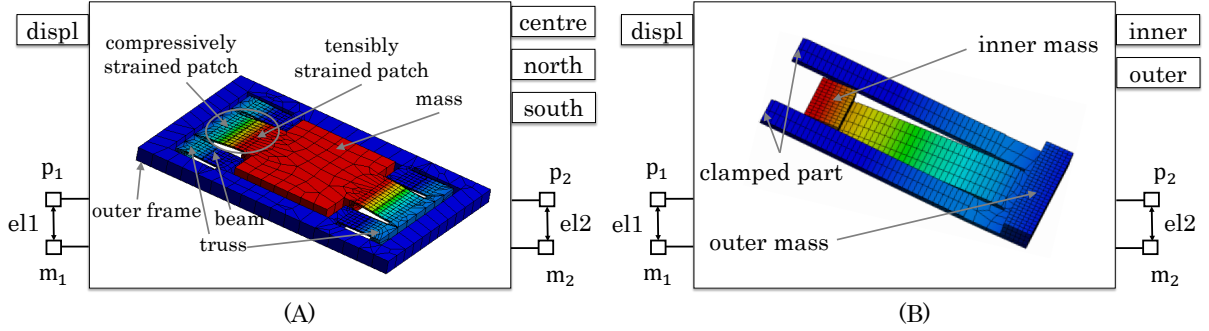 displ
compressively
strained patch
tensibly
strained patch
mass
centre
north
south
p₁
el1
m₁
outer frame
beam
truss
p₂
el2
m₂
(A)
displ
inner mass
inner
outer
clamped part
outer mass
p₁
el1
m₁
p₂
el2
m₂
(B)